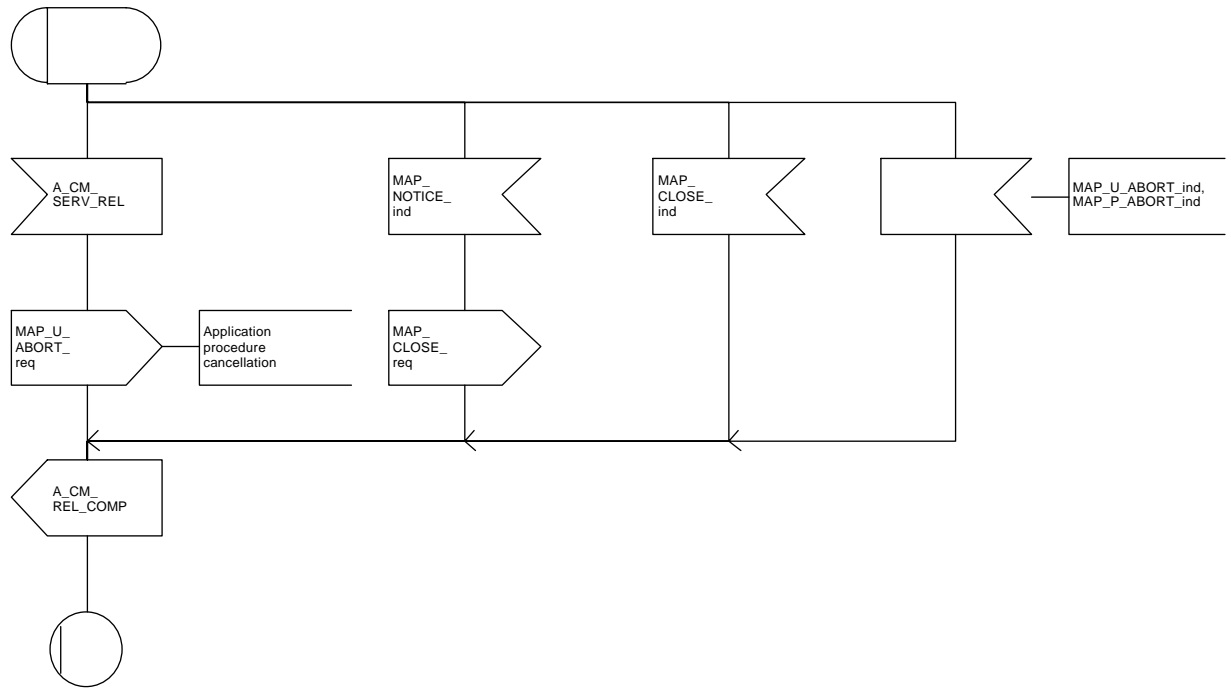 A_CM_
SERV_REL
MAP_
NOTICE_
ind
MAP_
CLOSE_
ind
MAP_U_ABORT_ind,
MAP_P_ABORT_ind
MAP_U_
ABORT_
req
Application
procedure
cancellation
MAP_
CLOSE_
req
A_CM_
REL_COMP